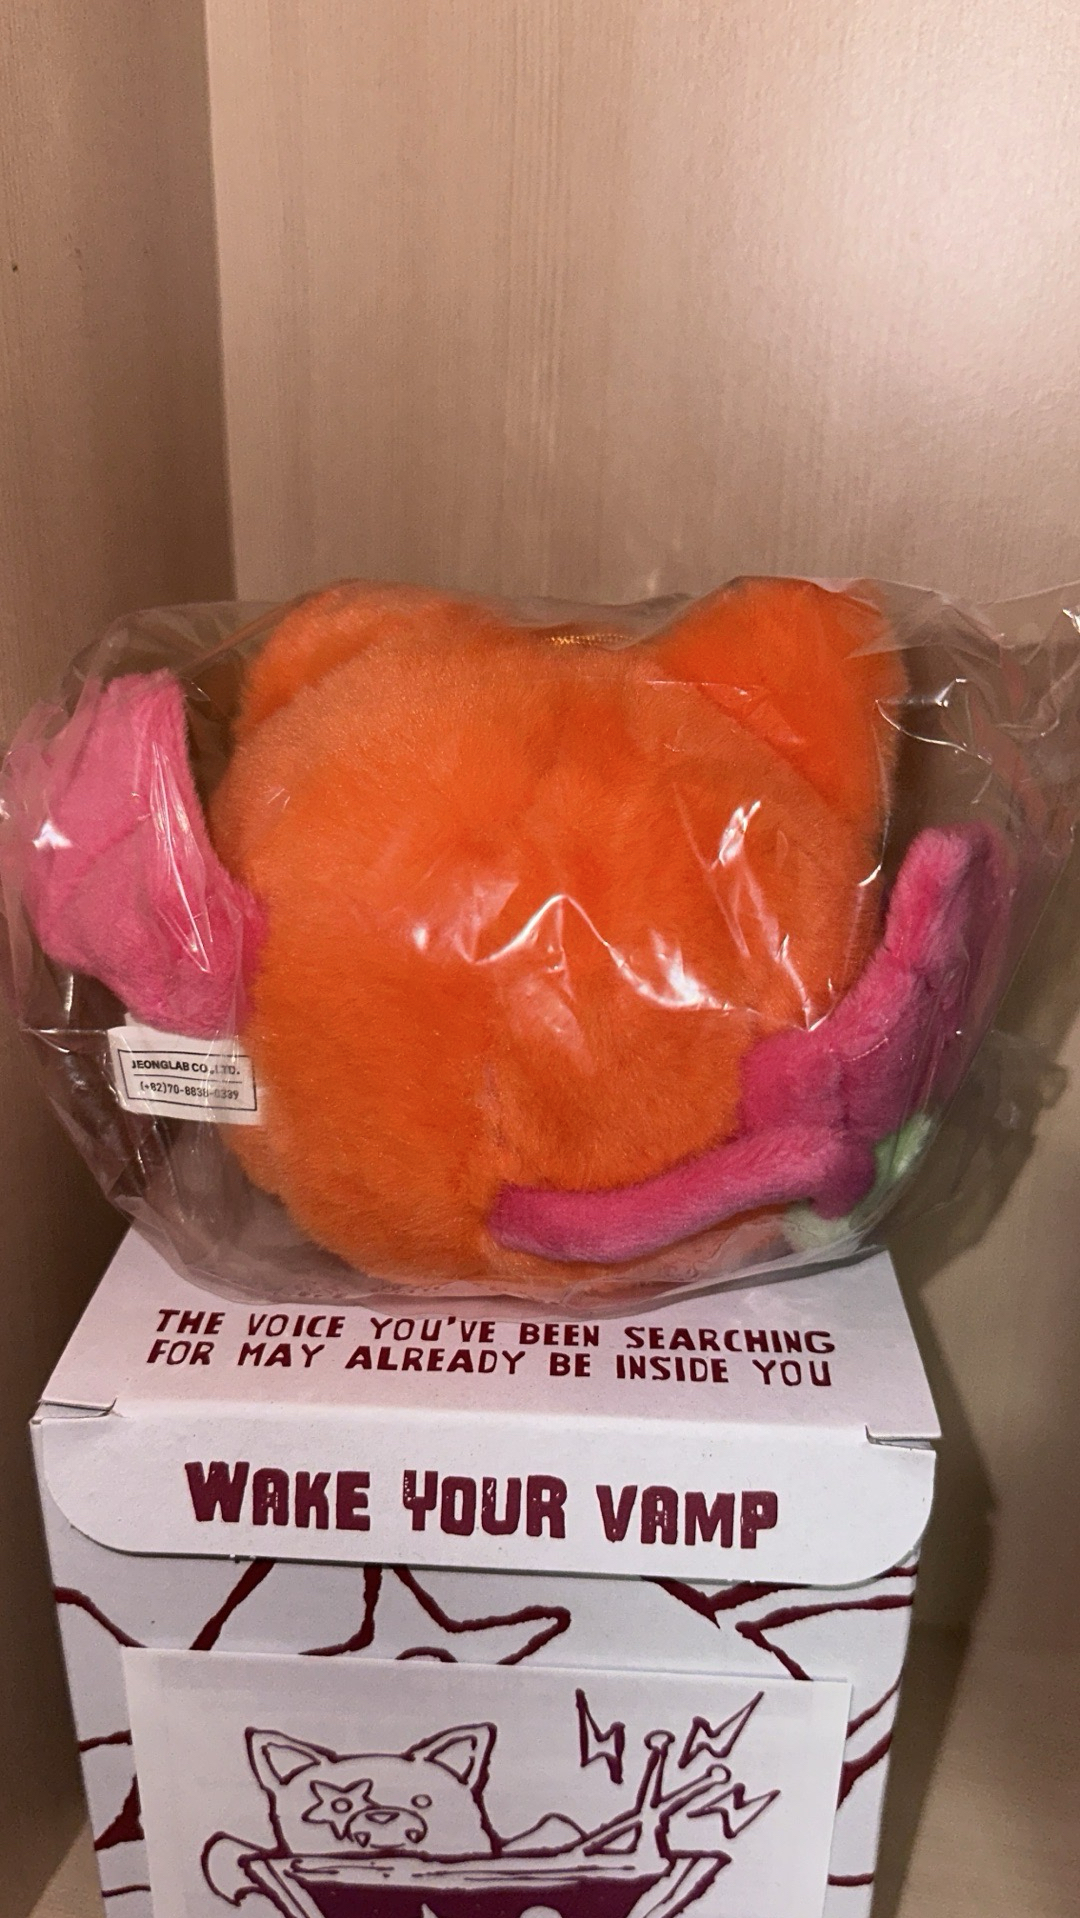 JEONGLAB CO.,LTD.
(+82)70-8838-0339
THE VOICE YOU'VE BEEN SEARCHING
FOR MAY ALREADY BE INSIDE YOU
WAKE YOUR VAMP